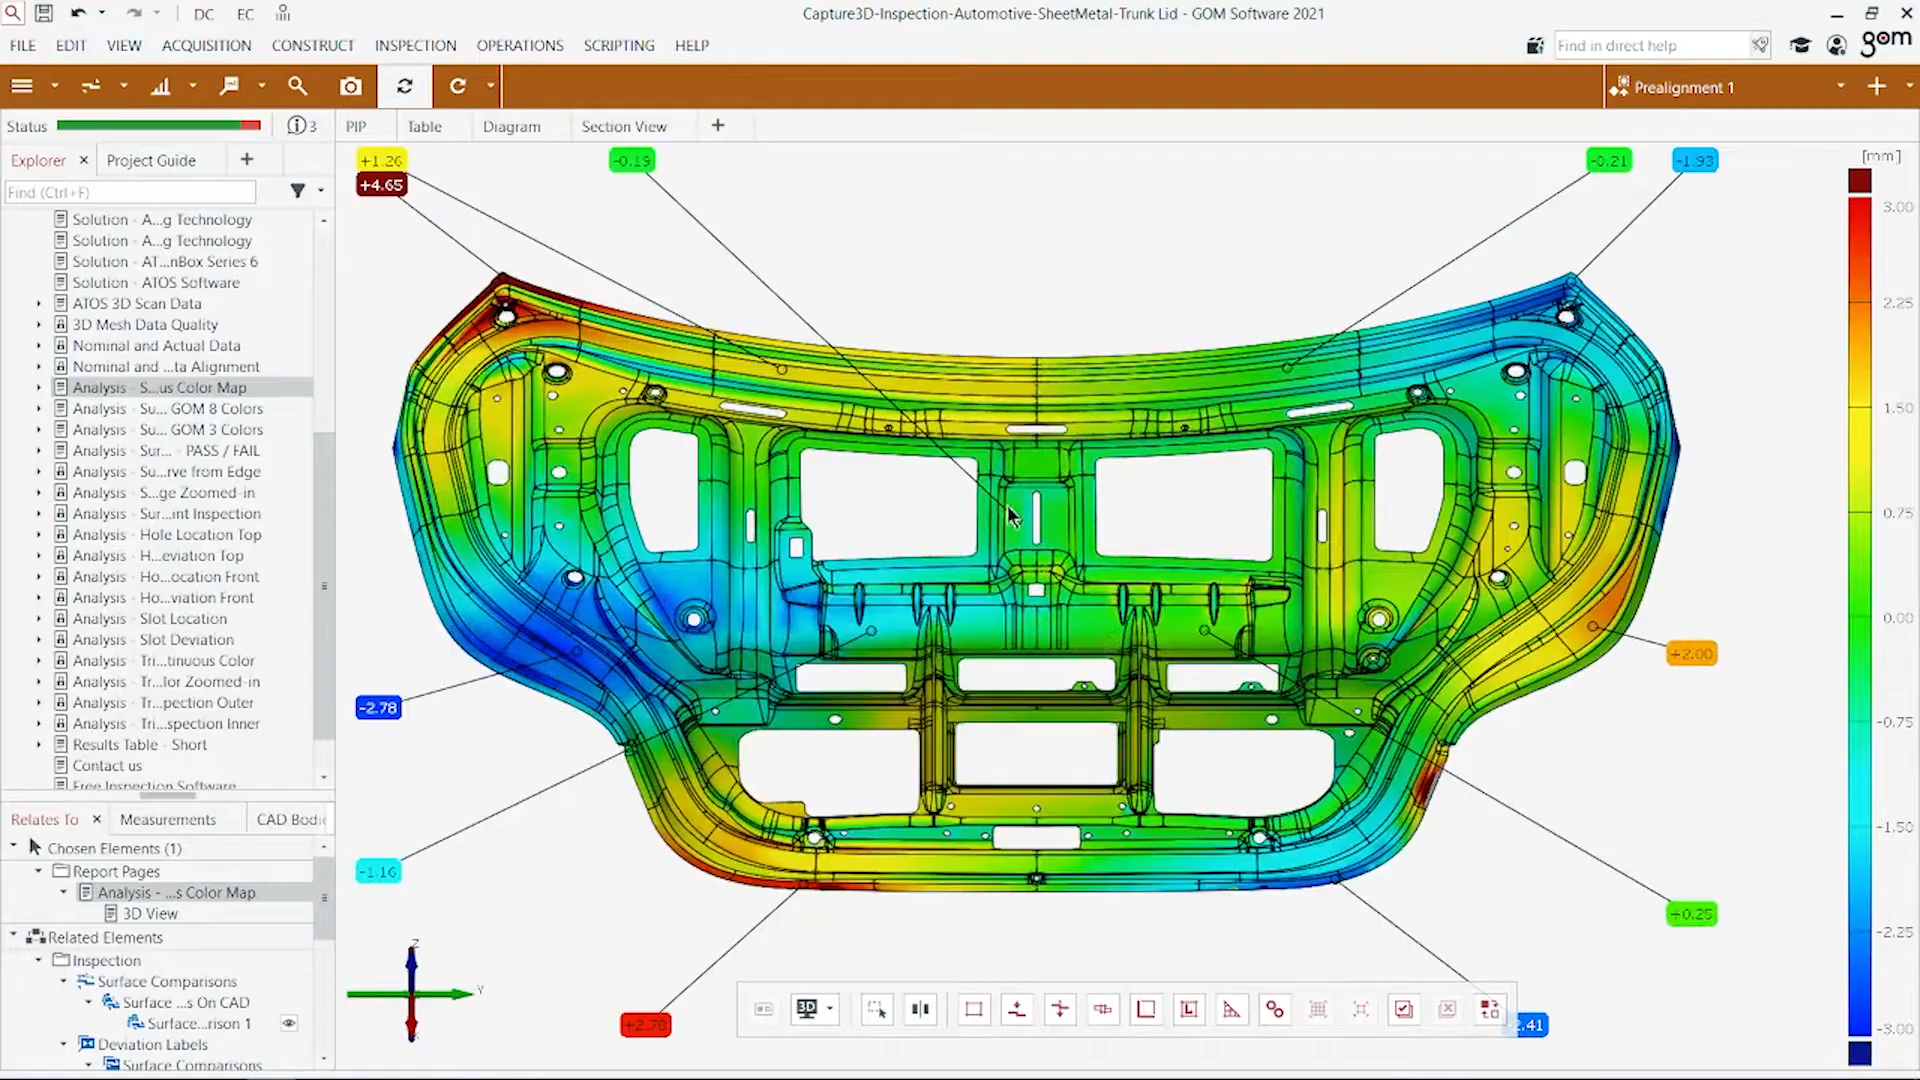 DC EC
Capture3D-Inspection-Automotive-SheetMetal-Trunk Lid - GOM Software 2021
FILE EDIT VIEW ACQUISITION CONSTRUCT INSPECTION OPERATIONS SCRIPTING HELP
Find in direct help
gom
Prealignment 1
Status
3
PIP Table Diagram Section View
Explorer Project Guide
Find (Ctrl+F)
Solution - A...g Technology
Solution - A...g Technology
Solution - AT...nBox Series 6
Solution - ATOS Software
ATOS 3D Scan Data
3D Mesh Data Quality
Nominal and Actual Data
Nominal and ...ta Alignment
Analysis - S...us Color Map
Analysis - Su... GOM 8 Colors
Analysis - Su... GOM 3 Colors
Analysis - Sur... - PASS / FAIL
Analysis - Su...rve from Edge
Analysis - S...ge Zoomed-in
Analysis - Sur...int Inspection
Analysis - Hole Location Top
Analysis - H...eviation Top
Analysis - Ho...ocation Front
Analysis - Ho...viation Front
Analysis - Slot Location
Analysis - Slot Deviation
Analysis - Tri...tinuous Color
Analysis - Tri...lor Zoomed-in
Analysis - Tri...pection Outer
Analysis - Tri...spection Inner
Results Table - Short
Contact us
Free Inspection Software
Relates To Measurements CAD Bodi
Chosen Elements (1)
Report Pages
Analysis - ...s Color Map
3D View
Related Elements
Inspection
Surface Comparisons
Surface ...s On CAD
Surface...rison 1
Deviation Labels
Surface Comparisons
+1.26
+4.65
-0.19
-0.21
-1.93
+2.00
-2.78
-1.16
+0.25
+2.78
2.41
Z
Y
3D
[mm]
3.00
2.25
1.50
0.75
0.00
-0.75
-1.50
-2.25
-3.00